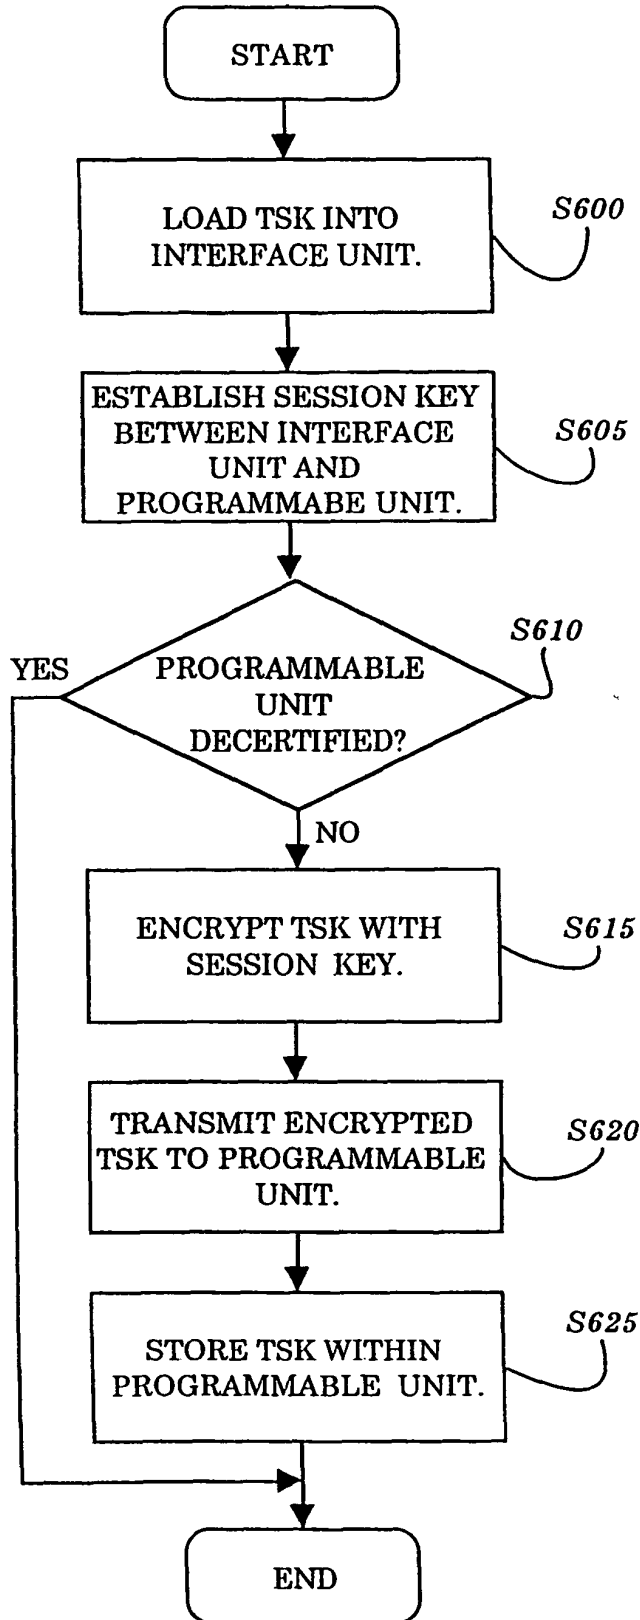 START
LOAD TSK INTO
INTERFACE UNIT.
S600
ESTABLISH SESSION KEY
BETWEEN INTERFACE
UNIT AND
PROGRAMMABE UNIT.
S605
S610
YES
PROGRAMMABLE
UNIT
DECERTIFIED?
NO
ENCRYPT TSK WITH
SESSION KEY.
S615
TRANSMIT ENCRYPTED
TSK TO PROGRAMMABLE
UNIT.
S620
STORE TSK WITHIN
PROGRAMMABLE UNIT.
S625
END